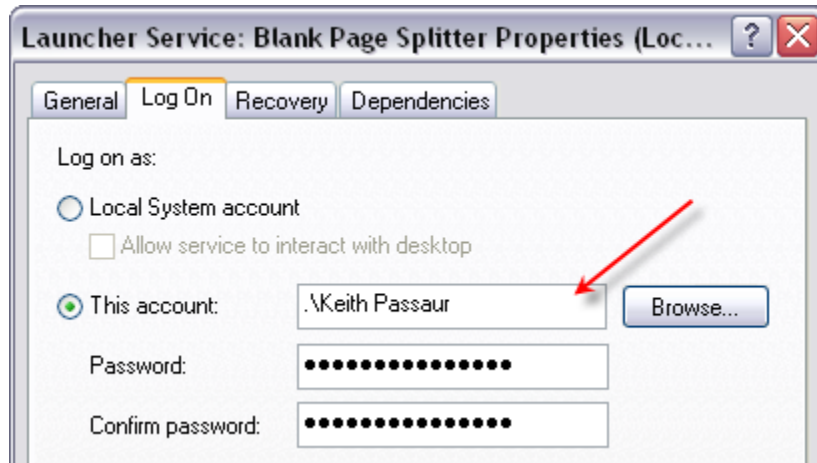 Launcher Service: Blank Page Splitter Properties (Loc... ?
General Log On Recovery Dependencies
Log on as:
Local System account
Allow service to interact with desktop
This account: .\Keith Passaur Browse...
Password: •••••••••••••••
Confirm password: •••••••••••••••